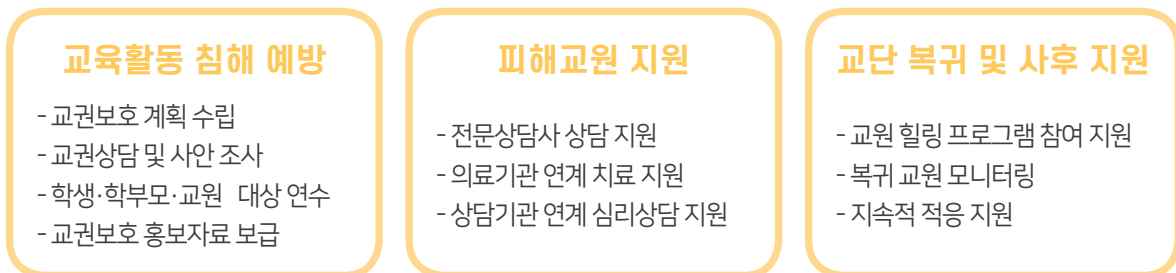 교육활동 침해 예방
- 교권보호 계획 수립
- 교권상담 및 사안 조사
- 학생·학부모·교원 대상 연수
- 교권보호 홍보자료 보급
피해교원 지원
- 전문상담사 상담 지원
- 의료기관 연계 치료 지원
- 상담기관 연계 심리상담 지원
교단 복귀 및 사후 지원
- 교원 힐링 프로그램 참여 지원
- 복귀 교원 모니터링
- 지속적 적응 지원